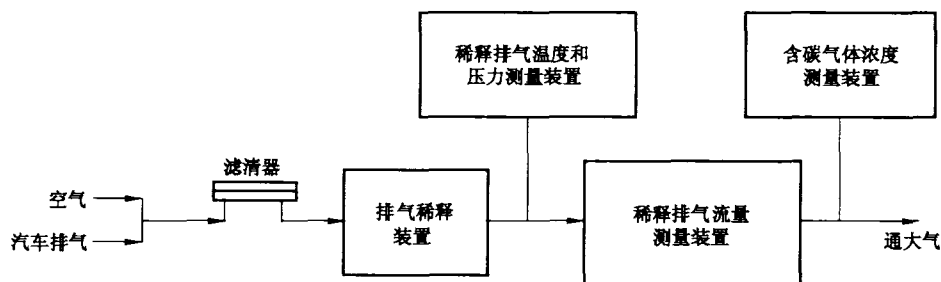 稀释排气温度和
压力测量装置
含碳气体浓度
测量装置
滤清器
空气
汽车排气
排气稀释
装置
稀释排气流量
测量装置
通大气